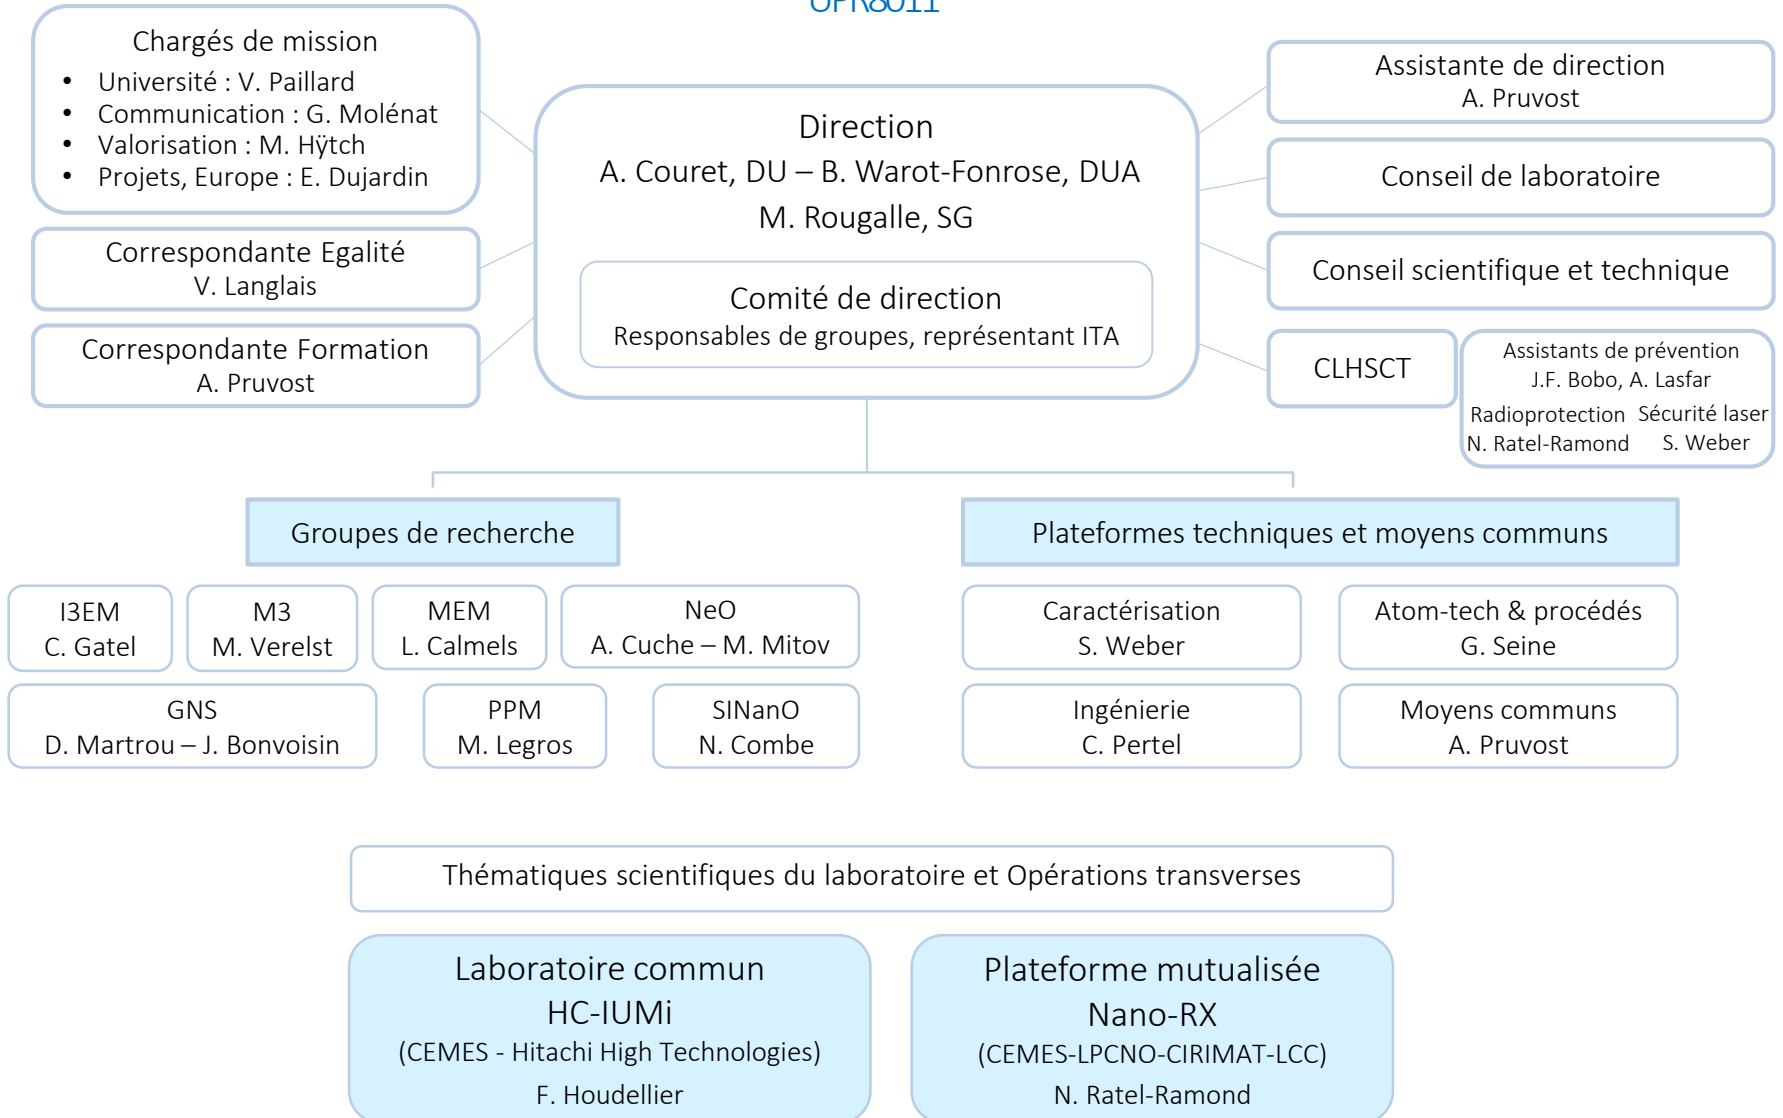 UPR8011
Chargés de mission
• Université : V. Paillard
• Communication : G. Molénat
• Valorisation : M. Hÿtch
• Projets, Europe : E. Dujardin
Correspondante Egalité
V. Langlais
Correspondante Formation
A. Pruvost
Direction
A. Couret, DU – B. Warot-Fonrose, DUA
M. Rougalle, SG
Comité de direction
Responsables de groupes, représentant ITA
Assistante de direction
A. Pruvost
Conseil de laboratoire
Conseil scientifique et technique
CLHSCT
Assistants de prévention
J.F. Bobo, A. Lasfar
Radioprotection Sécurité laser
N. Ratel-Ramond S. Weber
Groupes de recherche
I3EM
C. Gatel
M3
M. Verelst
MEM
L. Calmels
NeO
A. Cuche – M. Mitov
GNS
D. Martrou – J. Bonvoisin
PPM
M. Legros
SINanO
N. Combe
Plateformes techniques et moyens communs
Caractérisation
S. Weber
Atom-tech & procédés
G. Seine
Ingénierie
C. Pertel
Moyens communs
A. Pruvost
Thématiques scientifiques du laboratoire et Opérations transverses
Laboratoire commun
HC-IUMi
(CEMES - Hitachi High Technologies)
F. Houdellier
Plateforme mutualisée
Nano-RX
(CEMES-LPCNO-CIRIMAT-LCC)
N. Ratel-Ramond